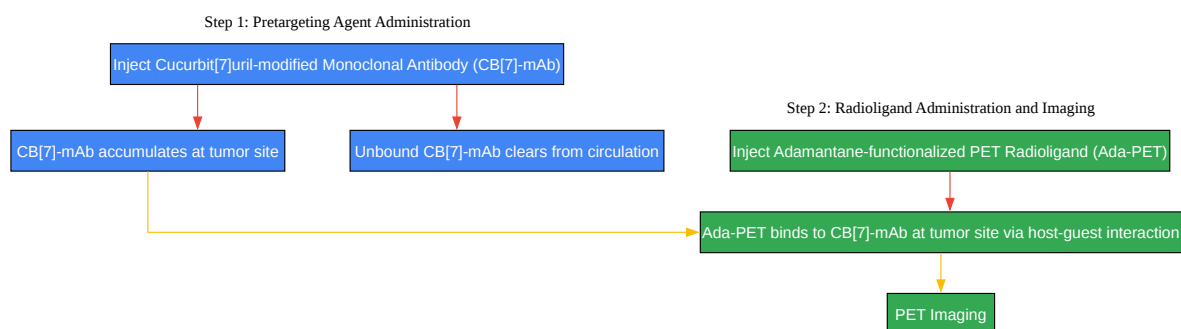 Step 1: Pretargeting Agent Administration
Inject Cucurbit[7]uril-modified Monoclonal Antibody (CB[7]-mAb)
CB[7]-mAb accumulates at tumor site
Unbound CB[7]-mAb clears from circulation
Step 2: Radioligand Administration and Imaging
Inject Adamantane-functionalized PET Radioligand (Ada-PET)
Ada-PET binds to CB[7]-mAb at tumor site via host-guest interaction
PET Imaging